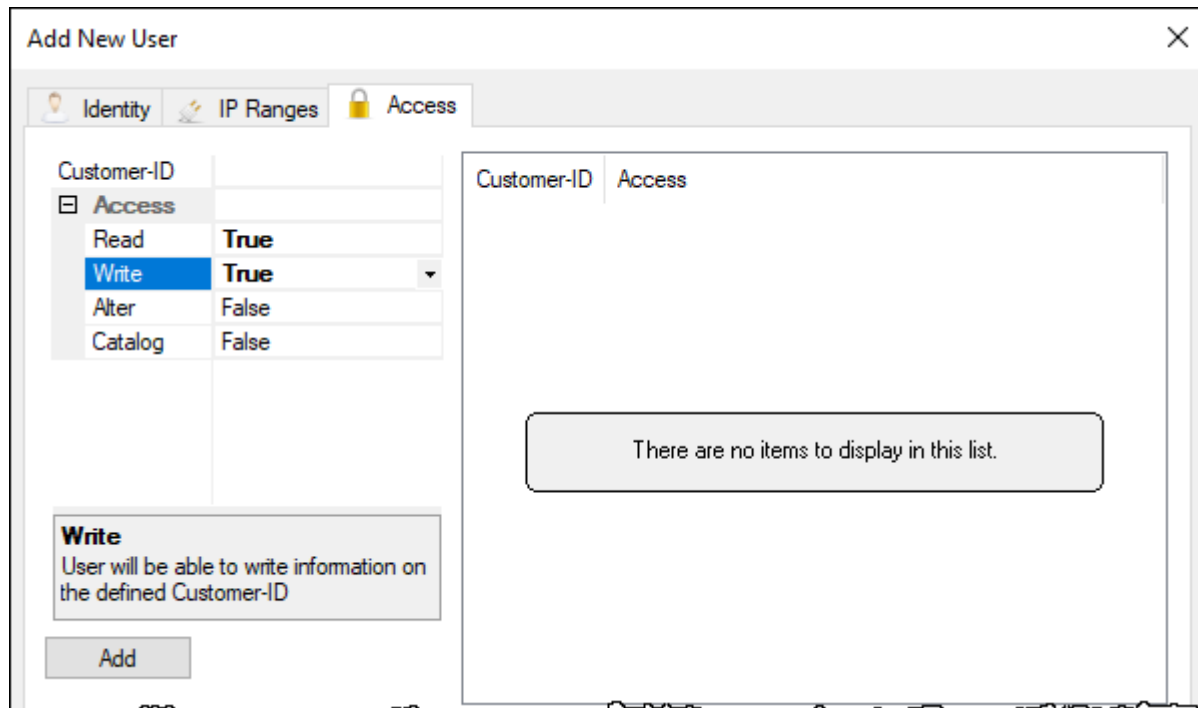 Add New User
Identity IP Ranges Access
Customer-ID
Access
Read True
Write True
Alter False
Catalog False
Write
User will be able to write information on
the defined Customer-ID
Add
Customer-ID Access
There are no items to display in this list.